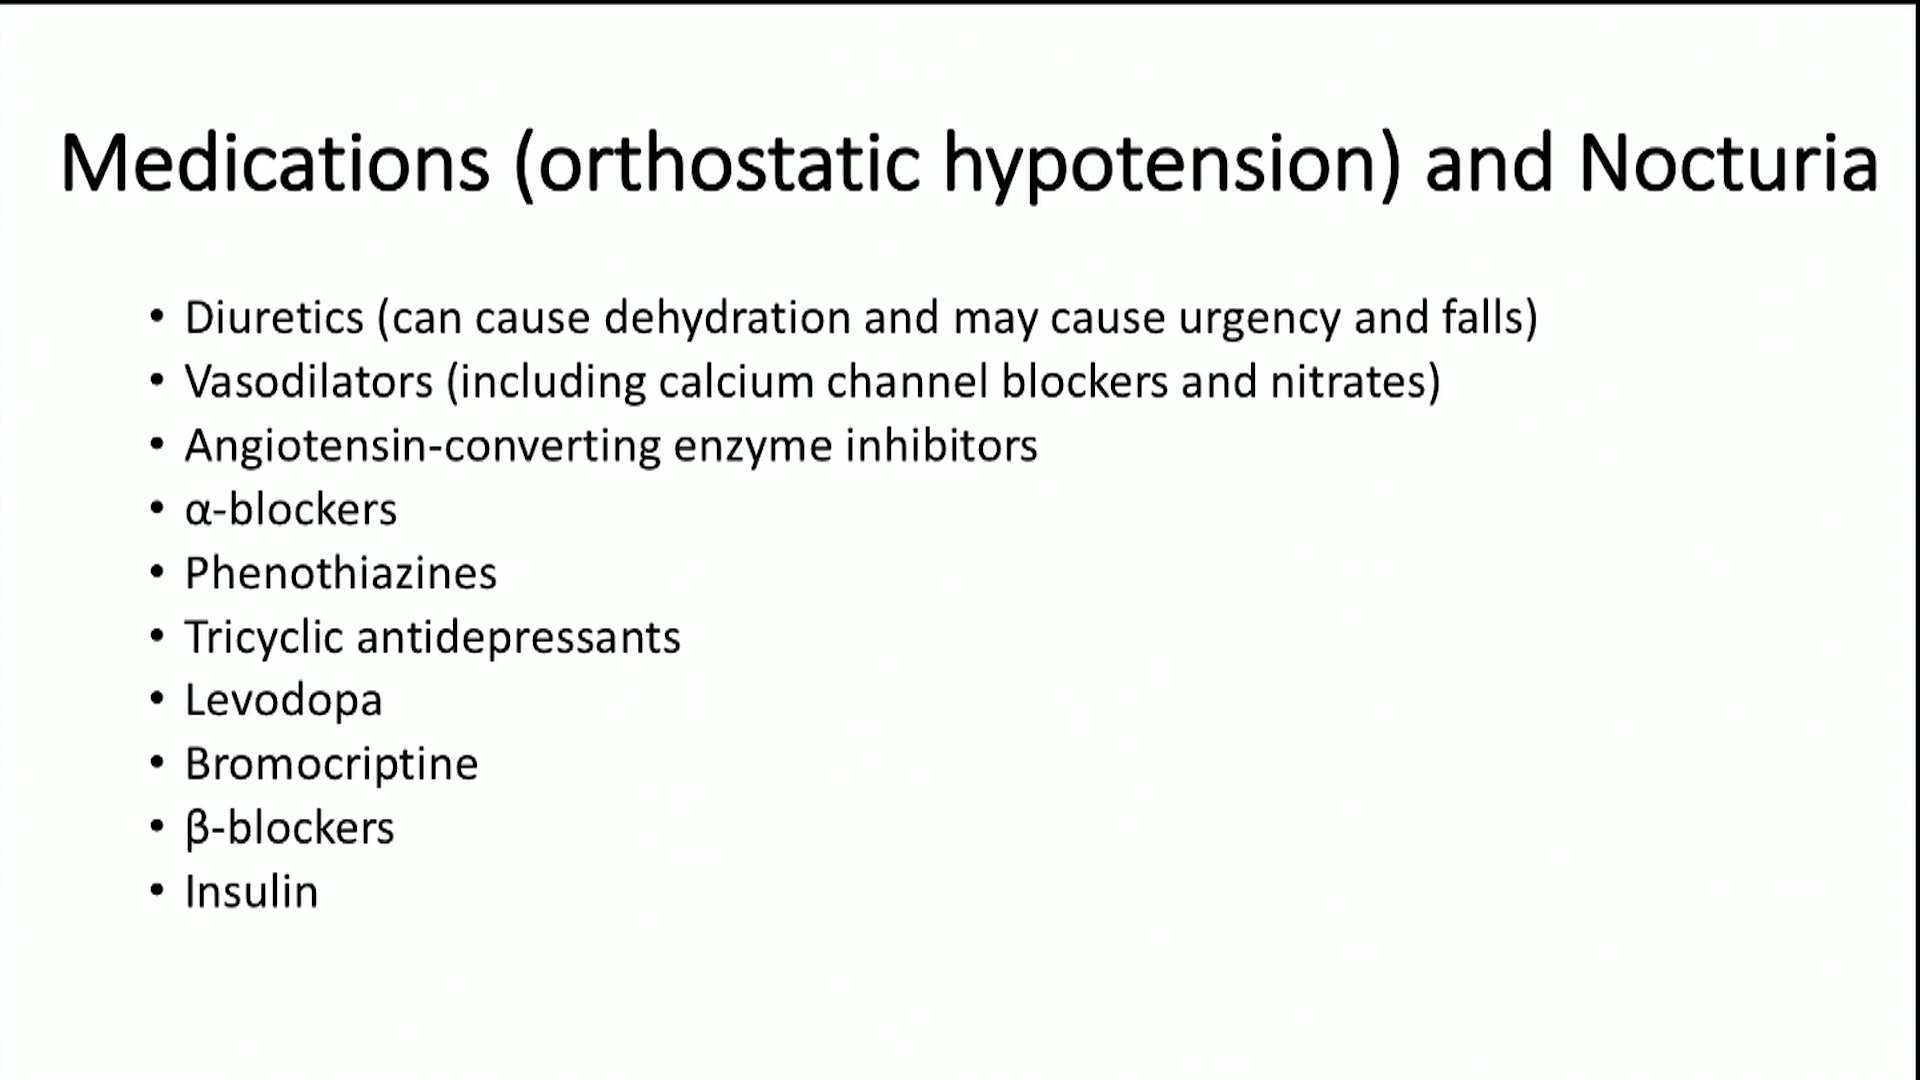 Medications (orthostatic hypotension) and Nocturia
• Diuretics (can cause dehydration and may cause urgency and falls)
• Vasodilators (including calcium channel blockers and nitrates)
• Angiotensin-converting enzyme inhibitors
• α-blockers
• Phenothiazines
• Tricyclic antidepressants
• Levodopa
• Bromocriptine
• β-blockers
• Insulin